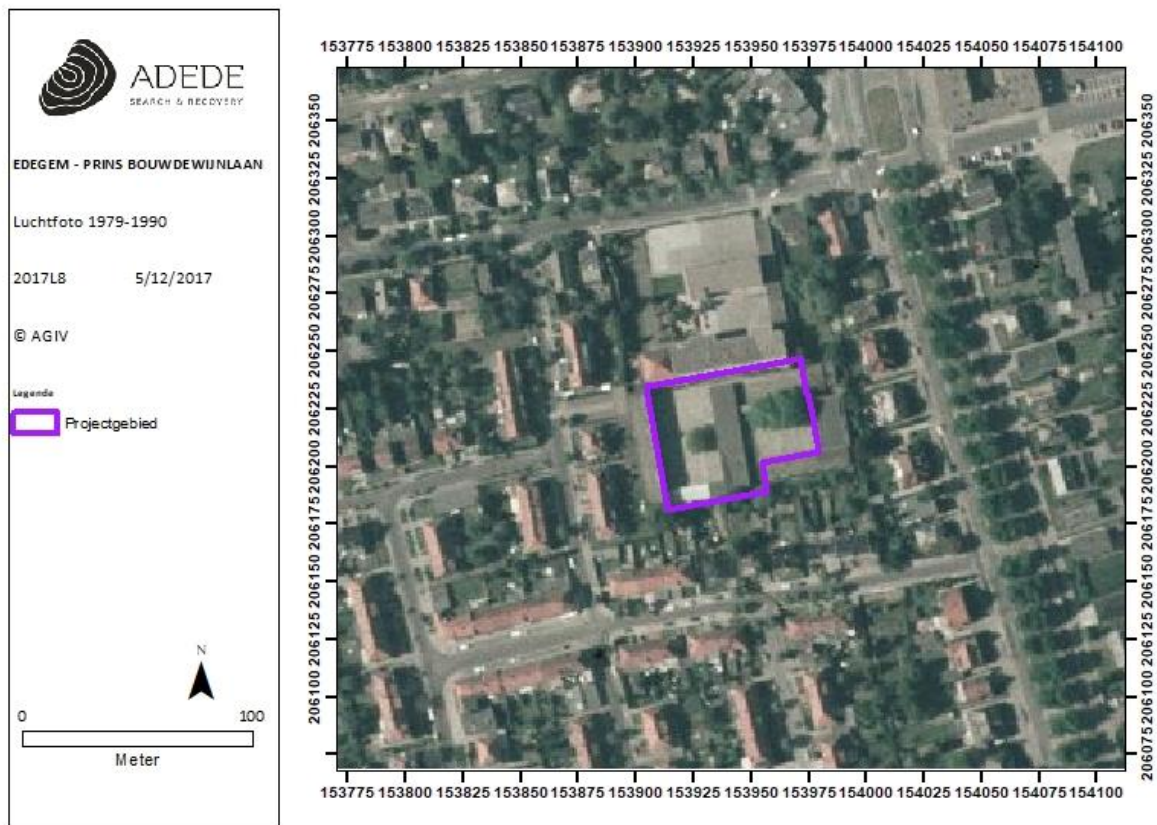 ADEDE
SEARCH & RECOVERY
EDEGEM - PRINS BOUWDEWIJNLAAN
Luchtfoto 1979-1990
2017L8 5/12/2017
© AGIV
Legende
Projectgebied
N
0 100
Meter
153775 153800 153825 153850 153875 153900 153925 153950 153975 154000 154025 154050 154075 154100
206350
206325
206300
206275
206250
206225
206200
206175
206150
206125
206100
206350
206325
206300
206275
206250
206225
206200
206175
206150
206125
206100
206075
153775 153800 153825 153850 153875 153900 153925 153950 153975 154000 154025 154050 154075 154100